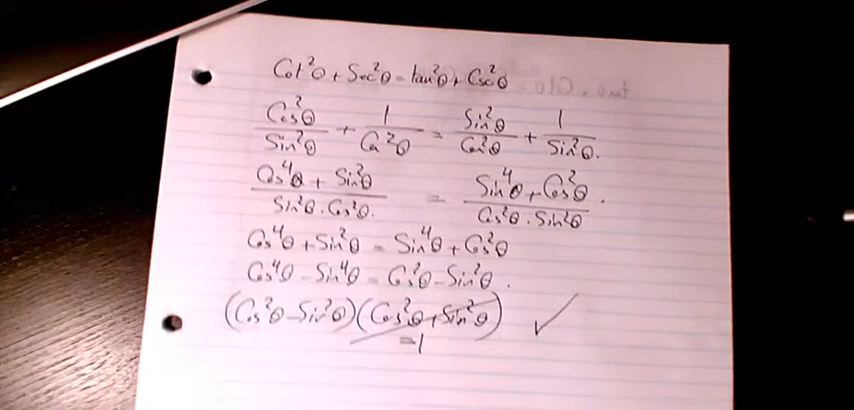 Cot²θ + Sec²θ = tan²θ + Csc²θ
Cos²θ/Sin²θ + 1/Cos²θ = Sin²θ/Cos²θ + 1/Sin²θ.
(Cos⁴θ + Sin²θ)/(Sin²θ · Cos²θ.) = (Sin⁴θ + Cos²θ)/(Cos²θ · Sin²θ).
Cos⁴θ + Sin²θ = Sin⁴θ + Cos²θ
Cos⁴θ - Sin⁴θ = Cos²θ - Sin²θ.
(Cos²θ - Sin²θ)(Cos²θ + Sin²θ) ✓
= 1